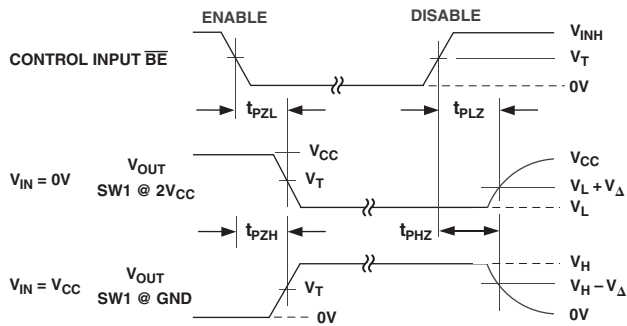 ENABLE DISABLE
V_INH
CONTROL INPUT B̅E̅ V_T
0V
t_PZL t_PLZ
V_OUT V_CC V_CC
V_IN = 0V V_T V_L + V_Δ
SW1 @ 2V_CC V_L
t_PZH t_PHZ
V_H
V_IN = V_CC V_OUT V_T V_H – V_Δ
SW1 @ GND 0V 0V